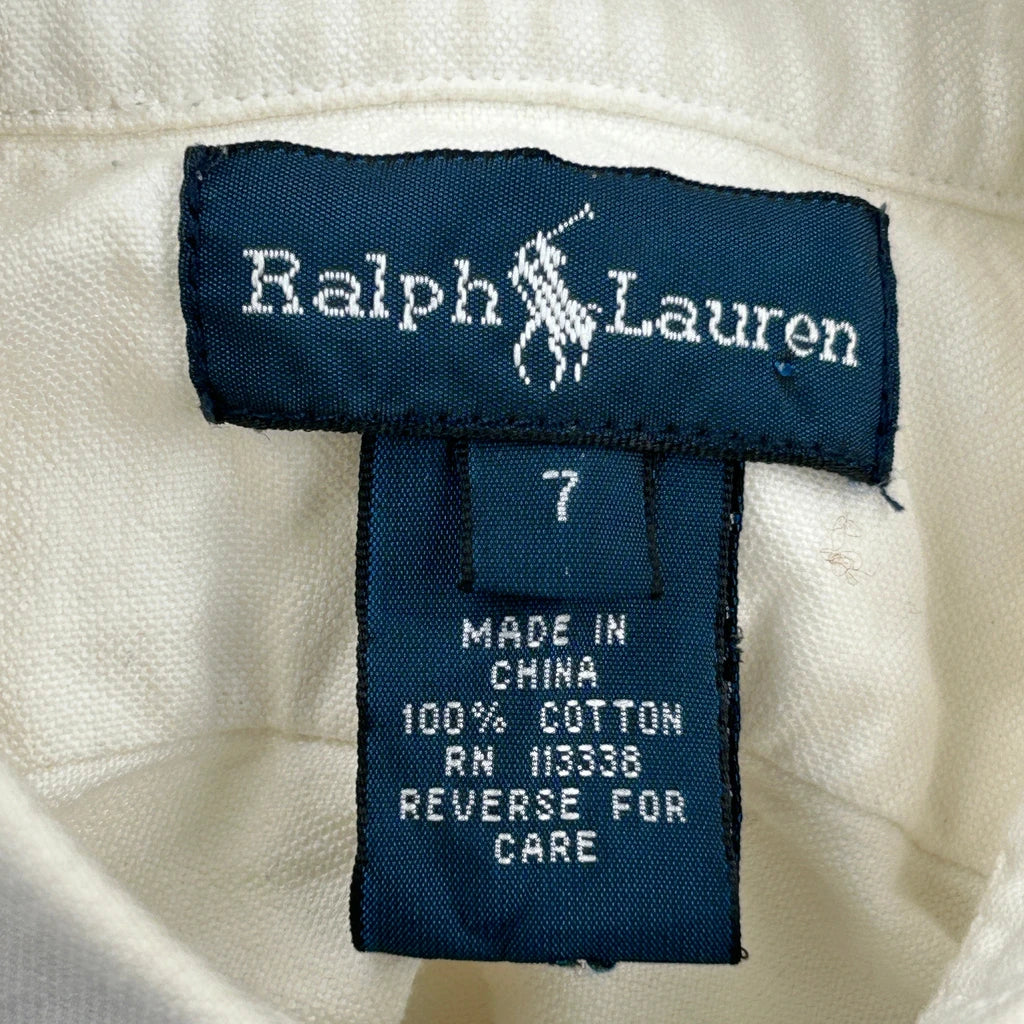 Ralph Lauren
7
MADE IN
CHINA
100% COTTON
RN 113338
REVERSE FOR
CARE